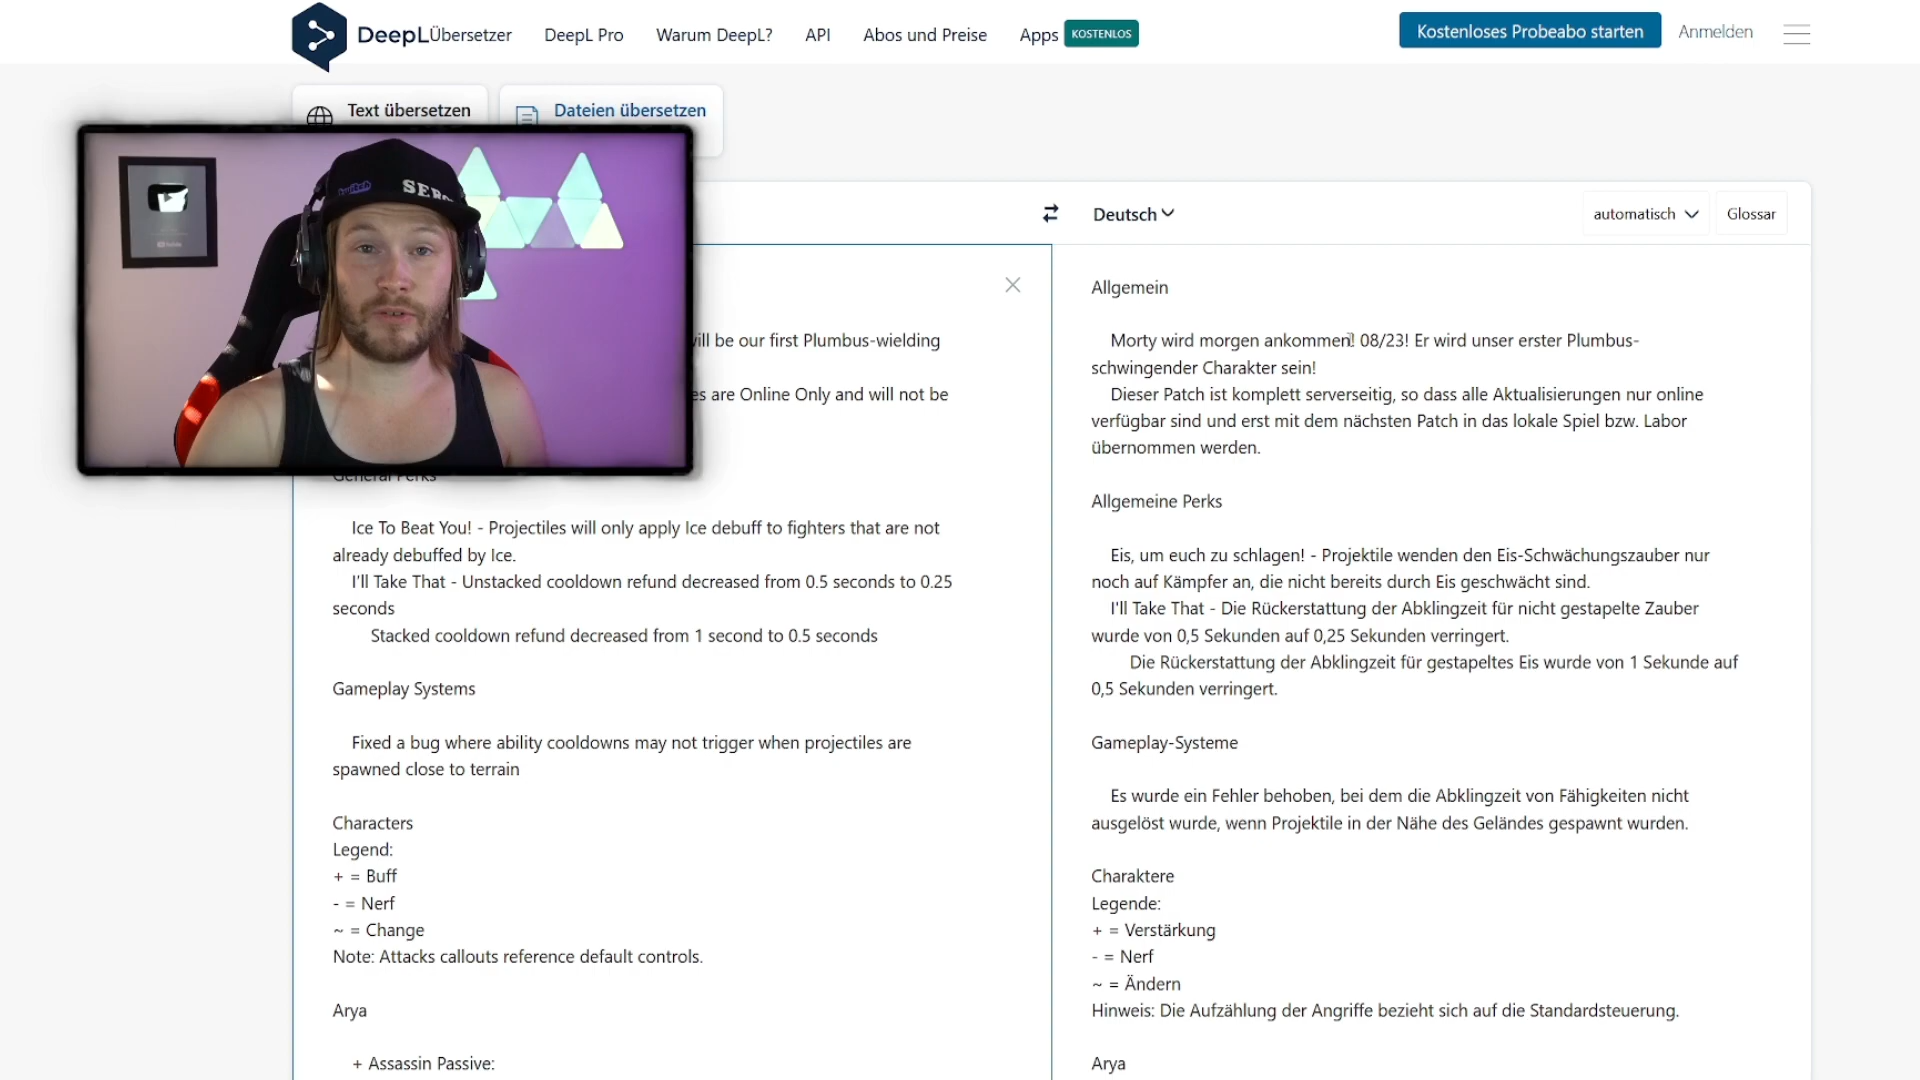 DeepL Übersetzer
DeepL Pro
Warum DeepL?
API
Abos und Preise
Apps KOSTENLOS
Kostenloses Probeabo starten
Anmelden
Text übersetzen
Dateien übersetzen
twitch
Deutsch
automatisch
Glossar
will be our first Plumbus-wielding
are Online Only and will not be
General Perks
Ice To Beat You! - Projectiles will only apply Ice debuff to fighters that are not
already debuffed by Ice.
I'll Take That - Unstacked cooldown refund decreased from 0.5 seconds to 0.25
seconds
Stacked cooldown refund decreased from 1 second to 0.5 seconds
Gameplay Systems
Fixed a bug where ability cooldowns may not trigger when projectiles are
spawned close to terrain
Characters
Legend:
+ = Buff
- = Nerf
~ = Change
Note: Attacks callouts reference default controls.
Arya
+ Assassin Passive:
Allgemein
Morty wird morgen ankommen! 08/23! Er wird unser erster Plumbus-
schwingender Charakter sein!
Dieser Patch ist komplett serverseitig, so dass alle Aktualisierungen nur online
verfügbar sind und erst mit dem nächsten Patch in das lokale Spiel bzw. Labor
übernommen werden.
Allgemeine Perks
Eis, um euch zu schlagen! - Projektile wenden den Eis-Schwächungszauber nur
noch auf Kämpfer an, die nicht bereits durch Eis geschwächt sind.
I'll Take That - Die Rückerstattung der Abklingzeit für nicht gestapelte Zauber
wurde von 0,5 Sekunden auf 0,25 Sekunden verringert.
Die Rückerstattung der Abklingzeit für gestapeltes Eis wurde von 1 Sekunde auf
0,5 Sekunden verringert.
Gameplay-Systeme
Es wurde ein Fehler behoben, bei dem die Abklingzeit von Fähigkeiten nicht
ausgelöst wurde, wenn Projektile in der Nähe des Geländes gespawnt wurden.
Charaktere
Legende:
+ = Verstärkung
- = Nerf
~ = Ändern
Hinweis: Die Aufzählung der Angriffe bezieht sich auf die Standardsteuerung.
Arya